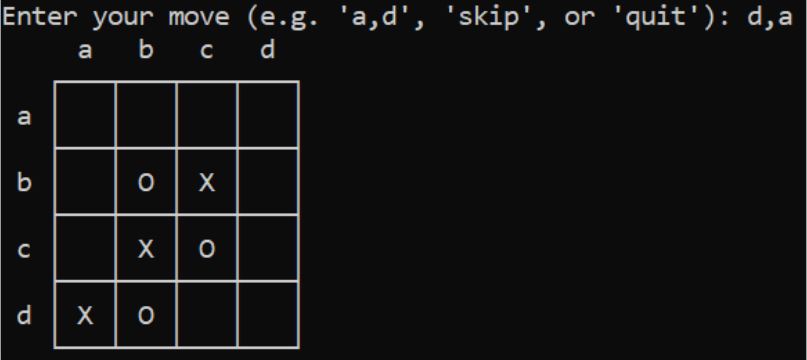 Enter your move (e.g. 'a,d', 'skip', or 'quit'): d,a
a b c d
a
b O X
c X O
d X O